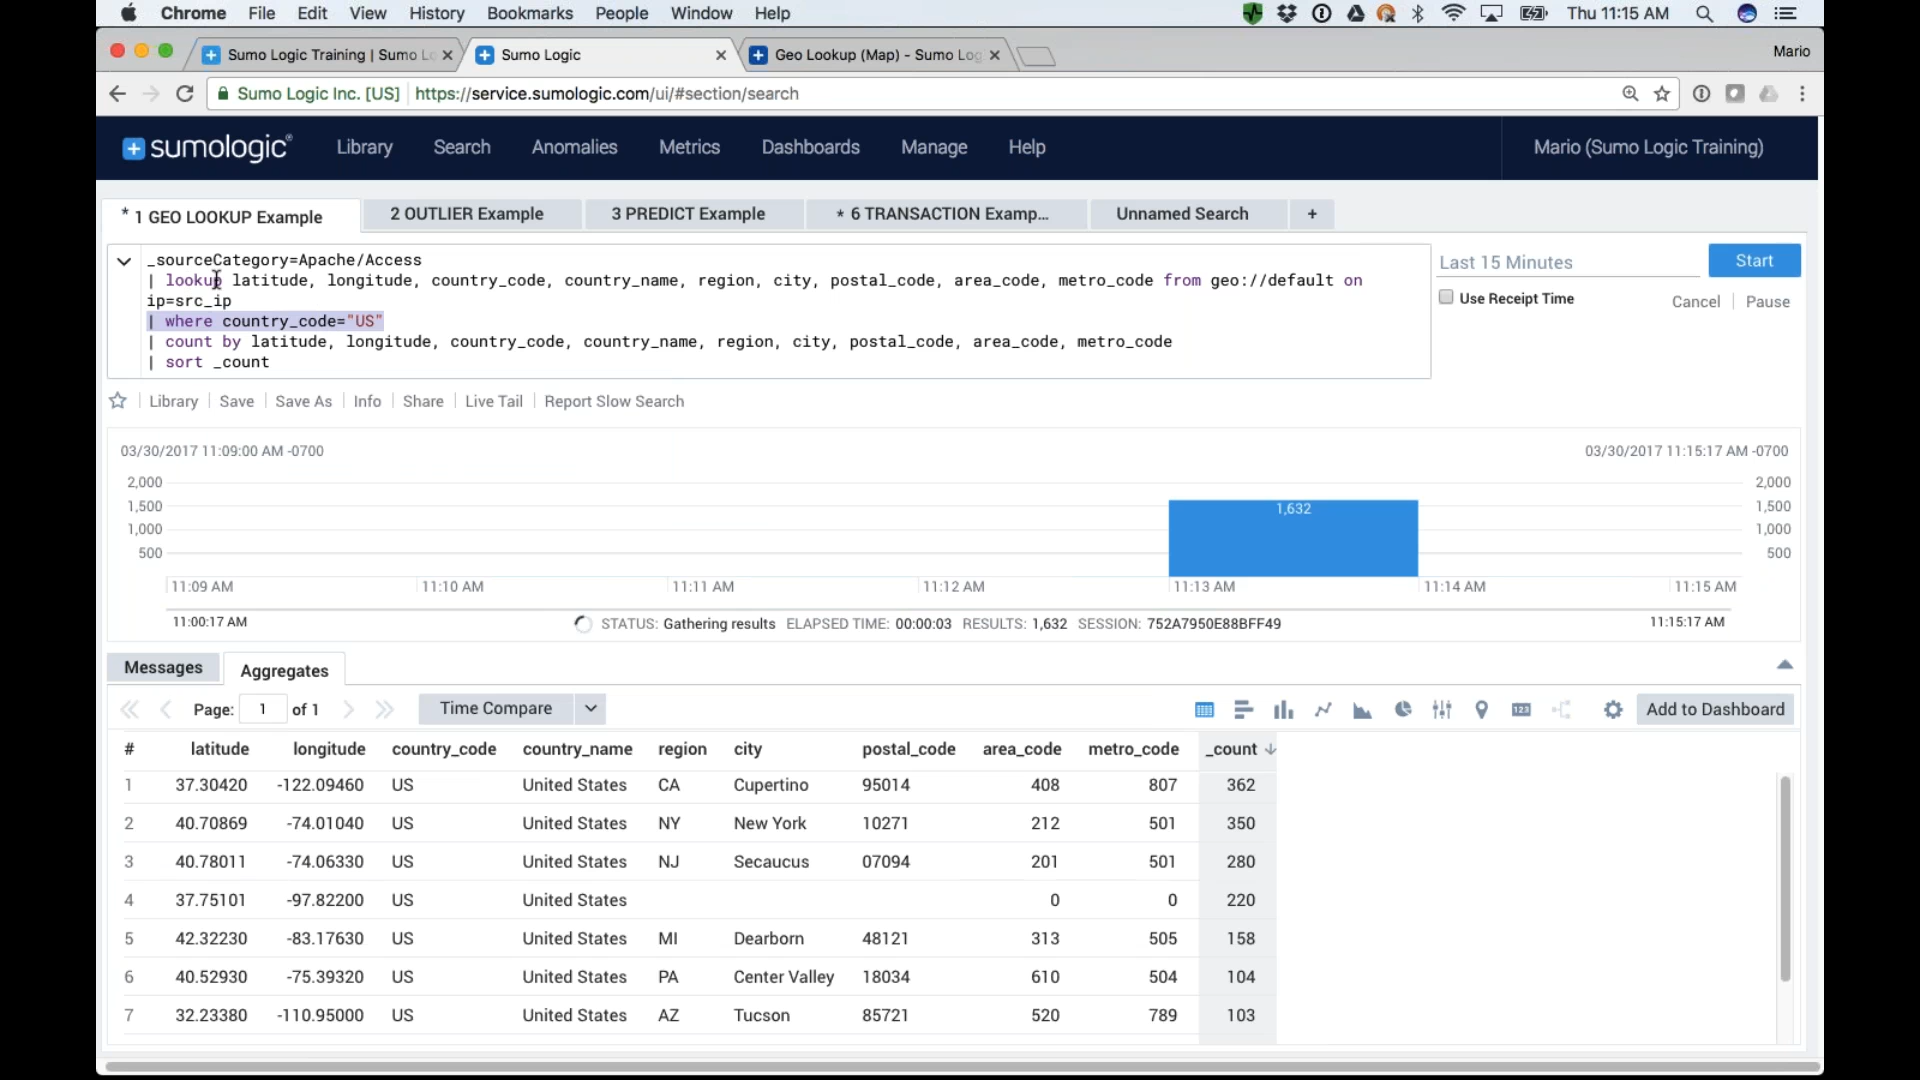 Chrome File Edit View History Bookmarks People Window Help Thu 11:15 AM
Sumo Logic Training | Sumo Lo Sumo Logic Geo Lookup (Map) - Sumo Log Mario
Sumo Logic Inc. [US] https://service.sumologic.com/ui/#section/search
sumologic Library Search Anomalies Metrics Dashboards Manage Help Mario (Sumo Logic Training)
* 1 GEO LOOKUP Example 2 OUTLIER Example 3 PREDICT Example * 6 TRANSACTION Examp... Unnamed Search +
_sourceCategory=Apache/Access
| lookup latitude, longitude, country_code, country_name, region, city, postal_code, area_code, metro_code from geo://default on
ip=src_ip
| where country_code="US"
| count by latitude, longitude, country_code, country_name, region, city, postal_code, area_code, metro_code
| sort _count
Last 15 Minutes Start
Use Receipt Time Cancel Pause
Library Save Save As Info Share Live Tail Report Slow Search
03/30/2017 11:09:00 AM -0700 03/30/2017 11:15:17 AM -0700
2,000 2,000
1,500 1,632 1,500
1,000 1,000
500 500
11:09 AM 11:10 AM 11:11 AM 11:12 AM 11:13 AM 11:14 AM 11:15 AM
11:00:17 AM STATUS: Gathering results ELAPSED TIME: 00:00:03 RESULTS: 1,632 SESSION: 752A7950E88BFF49 11:15:17 AM
Messages Aggregates
Page: 1 of 1 Time Compare 123 Add to Dashboard
# latitude longitude country_code country_name region city postal_code area_code metro_code _count
1 37.30420 -122.09460 US United States CA Cupertino 95014 408 807 362
2 40.70869 -74.01040 US United States NY New York 10271 212 501 350
3 40.78011 -74.06330 US United States NJ Secaucus 07094 201 501 280
4 37.75101 -97.82200 US United States 0 0 220
5 42.32230 -83.17630 US United States MI Dearborn 48121 313 505 158
6 40.52930 -75.39320 US United States PA Center Valley 18034 610 504 104
7 32.23380 -110.95000 US United States AZ Tucson 85721 520 789 103